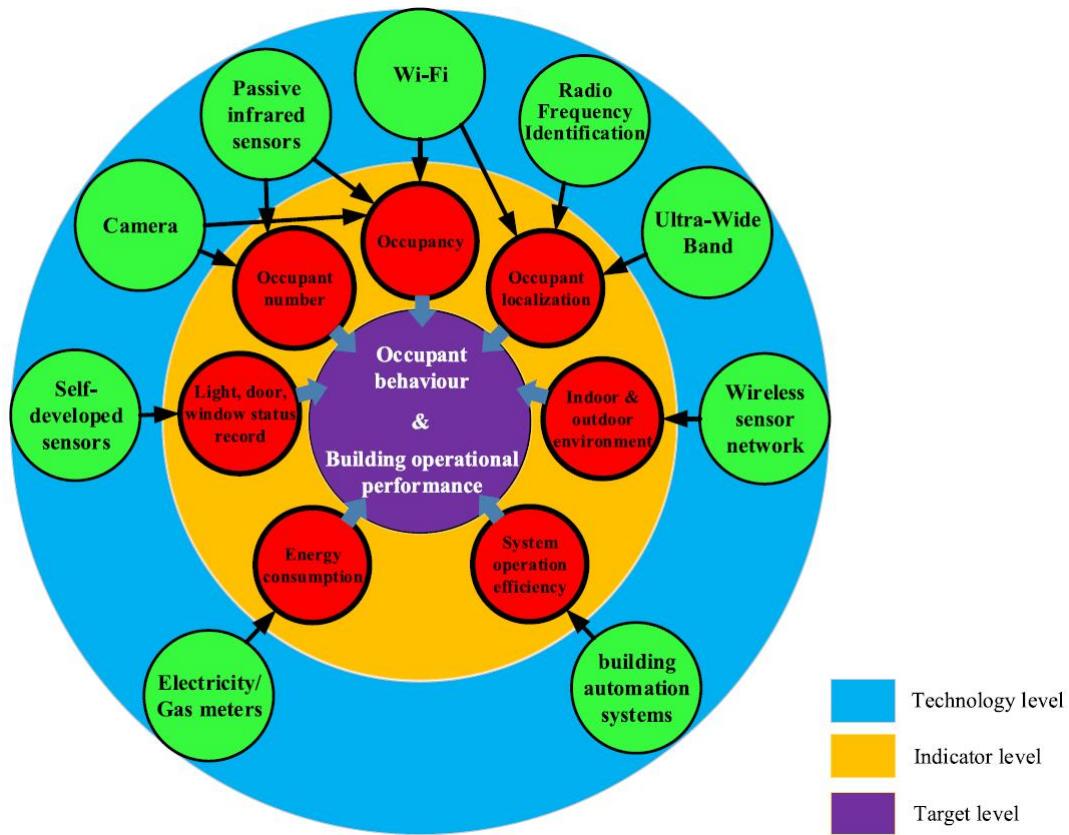 Wi-Fi
Passive
infrared
sensors
Radio
Frequency
Identification
Camera
Ultra-Wide
Band
Occupancy
Occupant
number
Occupant
localization
Occupant
behaviour
&
Building operational
performance
Self-
developed
sensors
Light, door,
window status
record
Indoor &
outdoor
environment
Wireless
sensor
network
Energy
consumption
System
operation
efficiency
Electricity/
Gas meters
building
automation
systems
Technology level
Indicator level
Target level